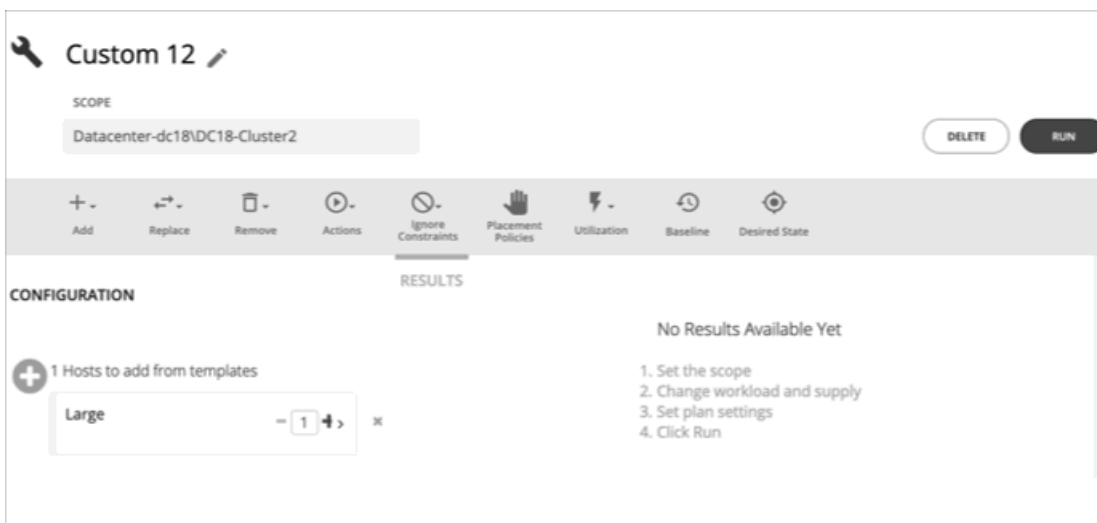 Custom 12
SCOPE
Datacenter-dc18\DC18-Cluster2
DELETE
RUN
Add
Replace
Remove
Actions
Ignore
Constraints
Placement
Policies
Utilization
Baseline
Desired State
CONFIGURATION
RESULTS
1 Hosts to add from templates
Large
1
No Results Available Yet
1. Set the scope
2. Change workload and supply
3. Set plan settings
4. Click Run